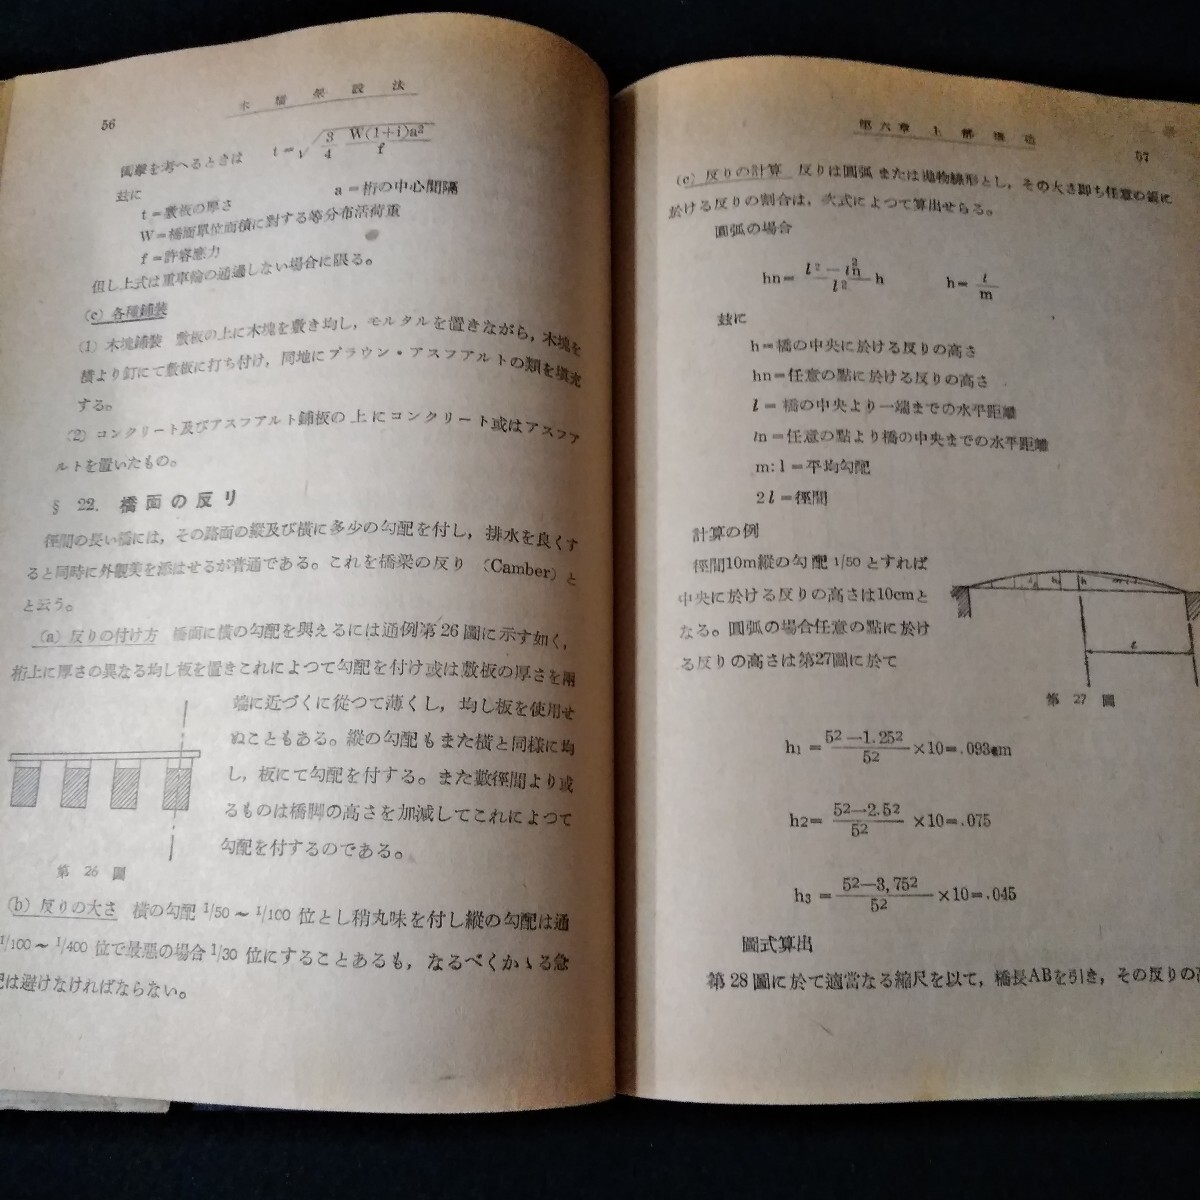 56
木橋架設法
衝擊を考へるときは t=√ 3/4 W(1+i)a²/f
玆に a=桁の中心間隔
t=敷板の厚さ
W=橋面單位面積に對する等分布活荷重
f=許容應力
但し上式は重車輪の通過しない場合に限る。
(c) 各種鋪裝
(1) 木塊鋪裝 敷板の上に木塊を敷き均し，モルタルを置きながら，木塊を
橫より釘にて敷板に打ち付け，同地にブラウン・アスフアルトの類を塡充
する。
(2) コンクリート及びアスフアルト鋪板の上にコンクリート或はアスフア
ルトを置いたもの。
§ 22. 橋面の反り
徑間の長い橋には，その路面の縱及び橫に多少の勾配を付し，排水を良くす
ると同時に外觀美を添はせるが普通である。これを橋梁の反り (Camber) と
と云う。
(a) 反りの付け方 橋面に橫の勾配を與えるには通例第26圖に示す如く，
桁上に厚さの異なる均し板を置きこれによつて勾配を付け或は敷板の厚さを兩
端に近づくに從つて薄くし，均し板を使用せ
ぬこともある。縱の勾配もまた橫と同樣に均
し，板にて勾配を付する。また數徑間より或
るものは橋脚の高さを加減してこれによつて
勾配を付するのである。
第 26 圖
(b) 反りの大さ 橫の勾配 1/50～1/100 位とし稍丸味を付し縱の勾配は通
1/100～1/400 位で最悪の場合 1/30 位にすることあるも，なるべくかゝる急
配は避けなければならない。
第六章 上部構造
57
(c) 反りの計算 反りは圓弧または拋物線形とし，その大さ卽ち任意の點に
於ける反りの割合は，次式によつて算出せらる。
圓弧の場合
hn= l²－ln²/l² h h= l/m
玆に
h=橋の中央に於ける反りの高さ
hn=任意の點に於ける反りの高さ
l=橋の中央より一端までの水平距離
ln=任意の點より橋の中央までの水平距離
m:1=平均勾配
2l=徑間
計算の例
徑間10m縱の勾配1/50とすれば
中央に於ける反りの高さは10cmと
なる。圓弧の場合任意の點に於け
る反りの高さは第27圖に於て
h
l
第 27 圖
h1= 5²－1.25²/5² ×10=.093cm
h2= 5²－2.5²/5² ×10=.075
h3= 5²－3,75²/5² ×10=.045
圖式算出
第28圖に於て適當なる縮尺を以て，橋長ABを引き，その反りの高